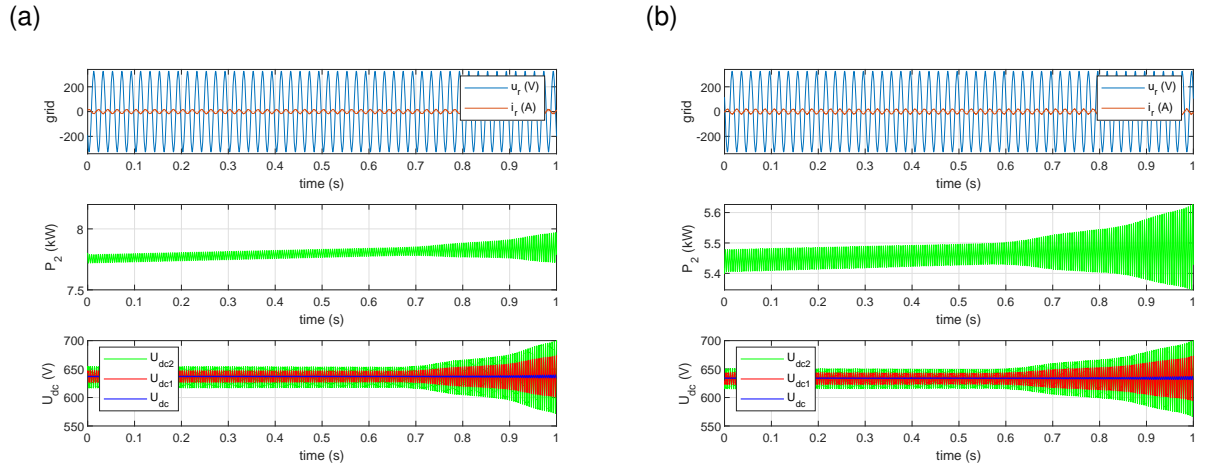 (a)
200
0
-200
grid
u_r (V)
i_r (A)
0 0.1 0.2 0.3 0.4 0.5 0.6 0.7 0.8 0.9 1
time (s)
8
7.5
P_2 (kW)
0 0.1 0.2 0.3 0.4 0.5 0.6 0.7 0.8 0.9 1
time (s)
700
650
600
550
U_dc (V)
U_dc2
U_dc1
U_dc
0 0.1 0.2 0.3 0.4 0.5 0.6 0.7 0.8 0.9 1
time (s)
(b)
200
0
-200
grid
u_r (V)
i_r (A)
0 0.1 0.2 0.3 0.4 0.5 0.6 0.7 0.8 0.9 1
time (s)
5.6
5.5
5.4
P_2 (kW)
0 0.1 0.2 0.3 0.4 0.5 0.6 0.7 0.8 0.9 1
time (s)
700
650
600
550
U_dc (V)
U_dc2
U_dc1
U_dc
0 0.1 0.2 0.3 0.4 0.5 0.6 0.7 0.8 0.9 1
time (s)